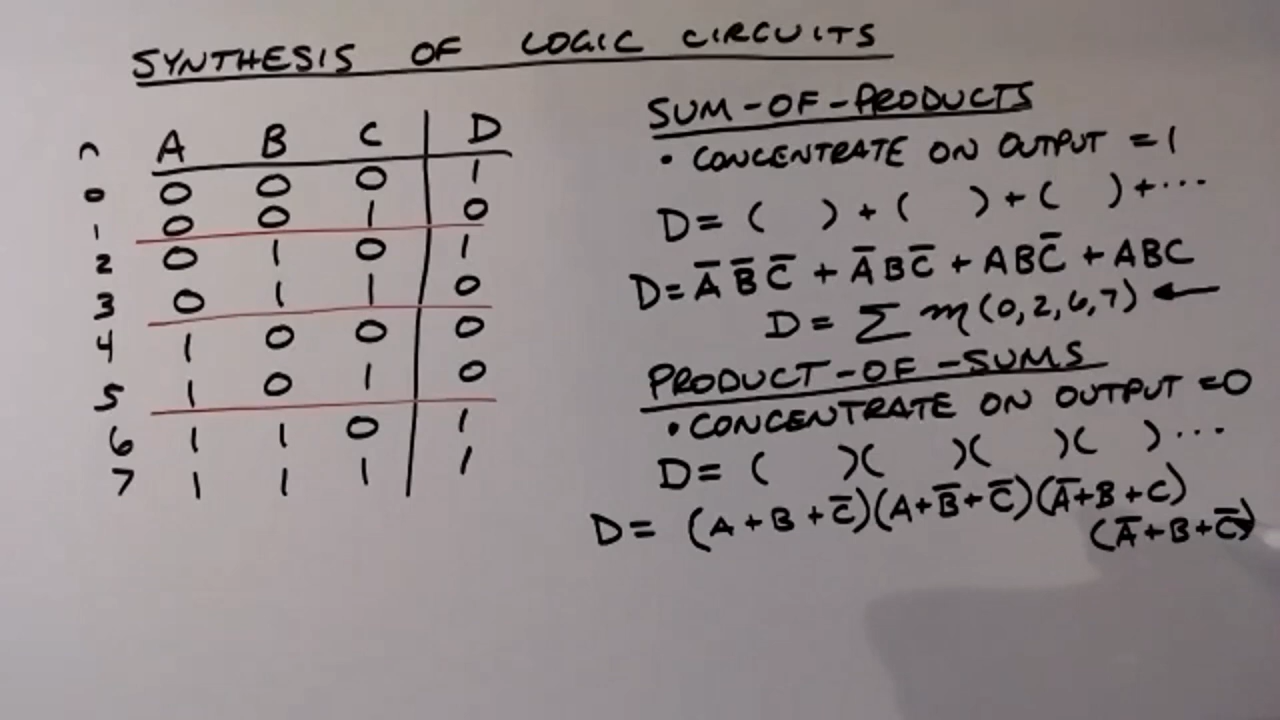 SYNTHESIS OF LOGIC CIRCUITS
n A B C D
0 0 0 0 1
1 0 0 1 0
2 0 1 0 1
3 0 1 1 0
4 1 0 0 0
5 1 0 1 0
6 1 1 0 1
7 1 1 1 1
SUM-OF-PRODUCTS
• CONCENTRATE ON OUTPUT = 1
D = ( ) + ( ) + ( ) + ...
D = A̅ B̅ C̅ + A̅ B C̅ + A B C̅ + A B C
D = ∑ m (0, 2, 6, 7) ←
PRODUCT-OF-SUMS
• CONCENTRATE ON OUTPUT = 0
D = ( )( )( )( ) ...
D = (A + B + C̅)(A + B̅ + C̅)(A̅ + B + C)
(A̅ + B + C̅)